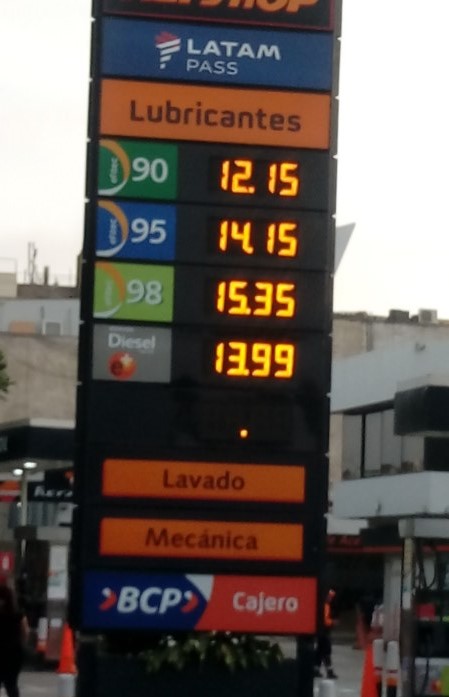 LATAM
PASS
Lubricantes
90 12.15
95 14.15
98 15.35
Diesel 13.99
.
Lavado
Mecánica
BCP Cajero